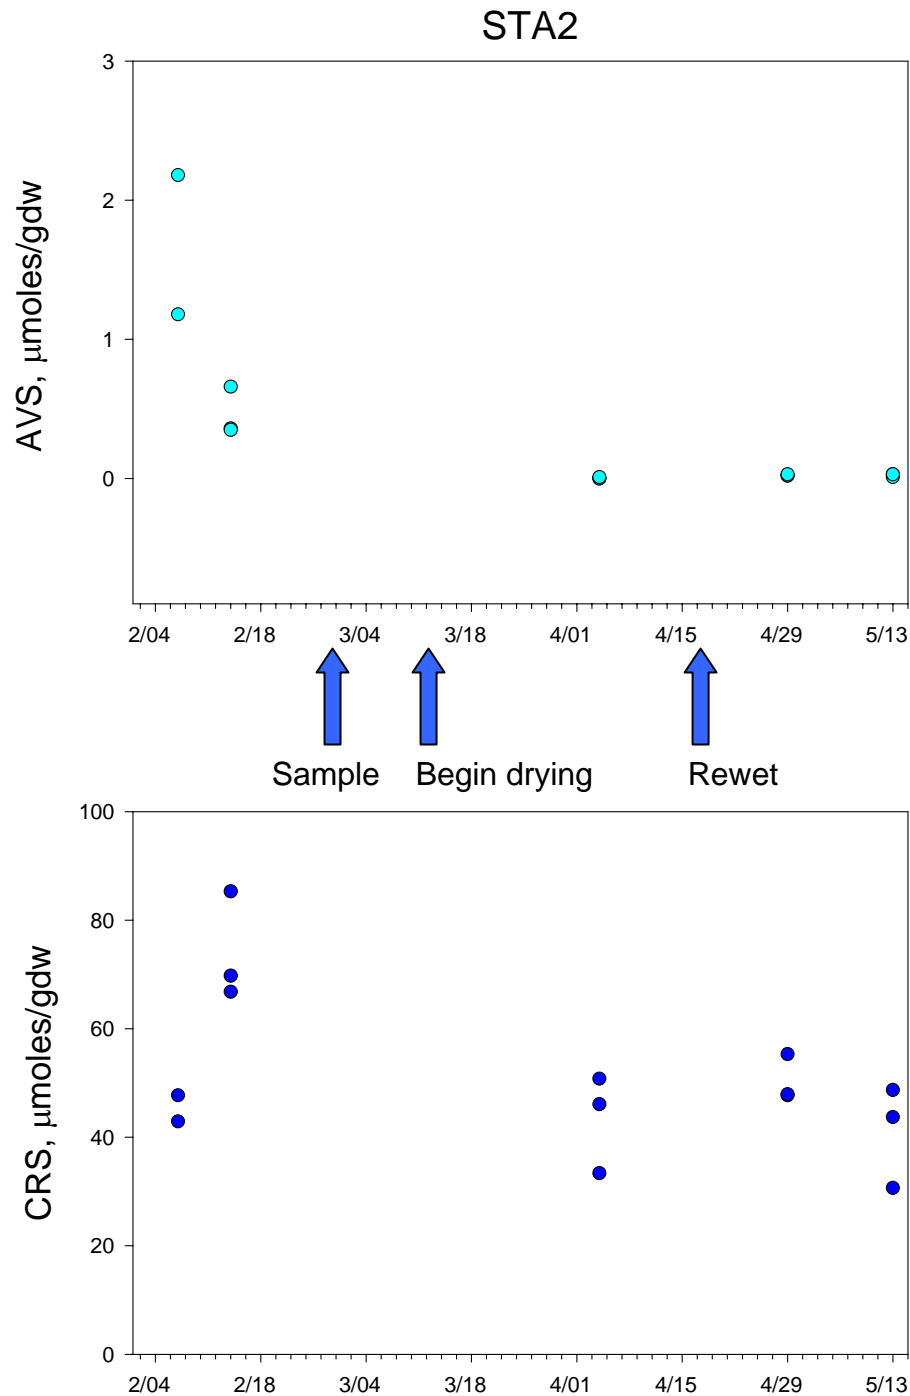 STA2
AVS, μmoles/gdw
3
2
1
0
2/04 2/18 3/04 3/18 4/01 4/15 4/29 5/13
Sample Begin drying Rewet
CRS, μmoles/gdw
100
80
60
40
20
0
2/04 2/18 3/04 3/18 4/01 4/15 4/29 5/13